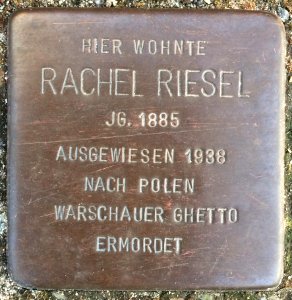 HIER WOHNTE
RACHEL RIESEL
JG. 1885
AUSGEWIESEN 1938
NACH POLEN
WARSCHAUER GHETTO
ERMORDET